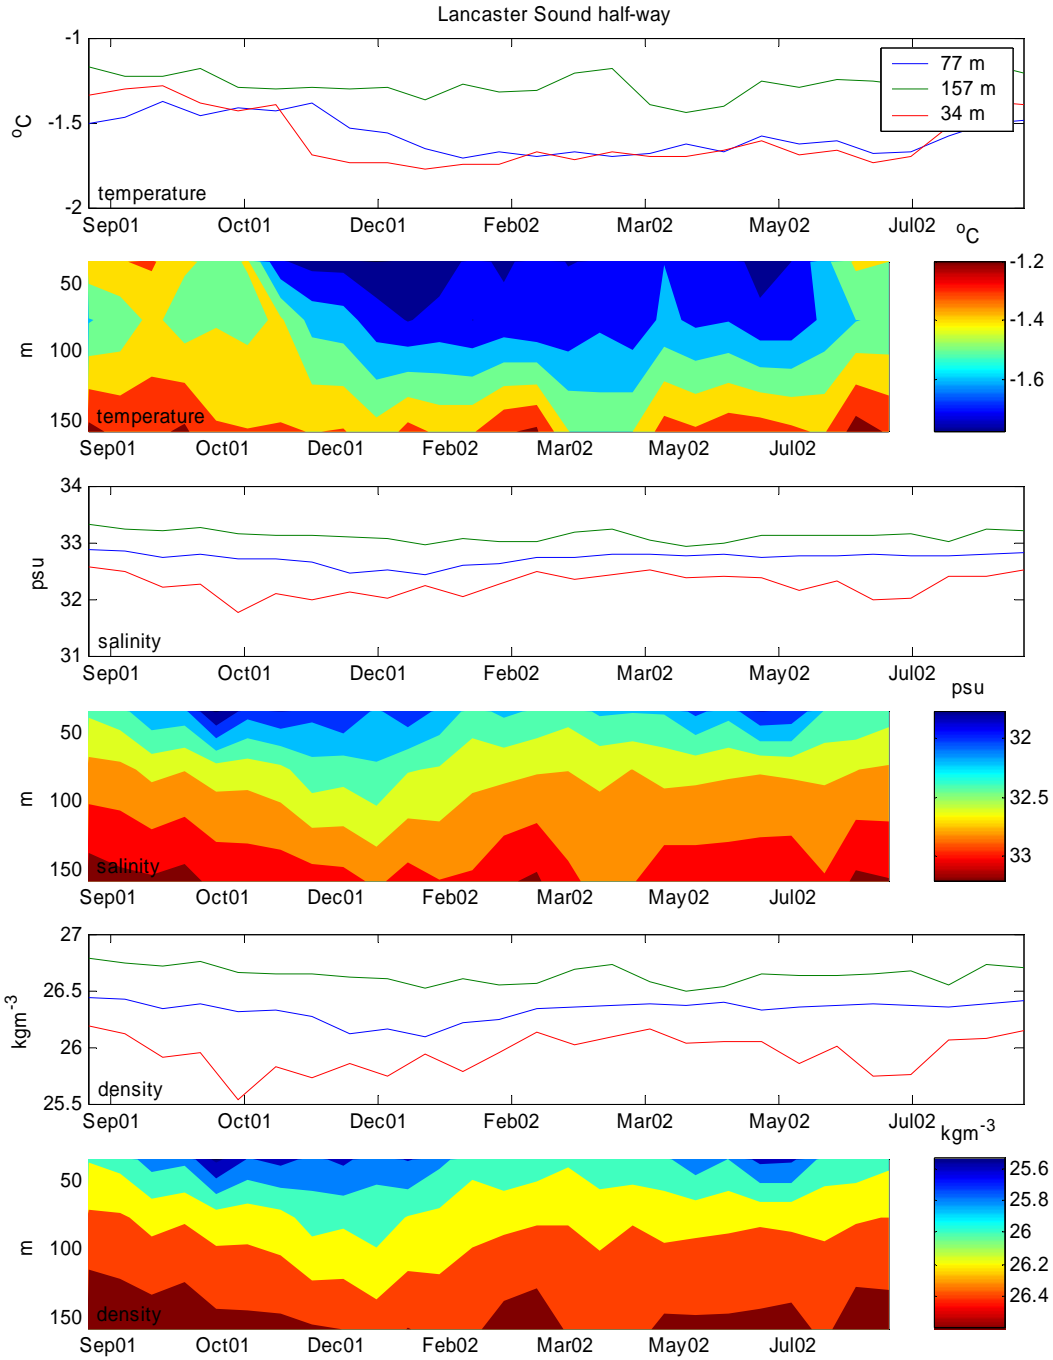 Lancaster Sound half-way
-1
-1.5
-2
°C
77 m
157 m
34 m
temperature
Sep01 Oct01 Dec01 Feb02 Mar02 May02 Jul02
°C
50
100
150
m
temperature
Sep01 Oct01 Dec01 Feb02 Mar02 May02 Jul02
-1.2
-1.4
-1.6
34
33
32
31
psu
salinity
Sep01 Oct01 Dec01 Feb02 Mar02 May02 Jul02
psu
50
100
150
m
salinity
Sep01 Oct01 Dec01 Feb02 Mar02 May02 Jul02
32
32.5
33
27
26.5
26
25.5
kgm-3
density
Sep01 Oct01 Dec01 Feb02 Mar02 May02 Jul02
kgm-3
50
100
150
m
density
Sep01 Oct01 Dec01 Feb02 Mar02 May02 Jul02
25.6
25.8
26
26.2
26.4